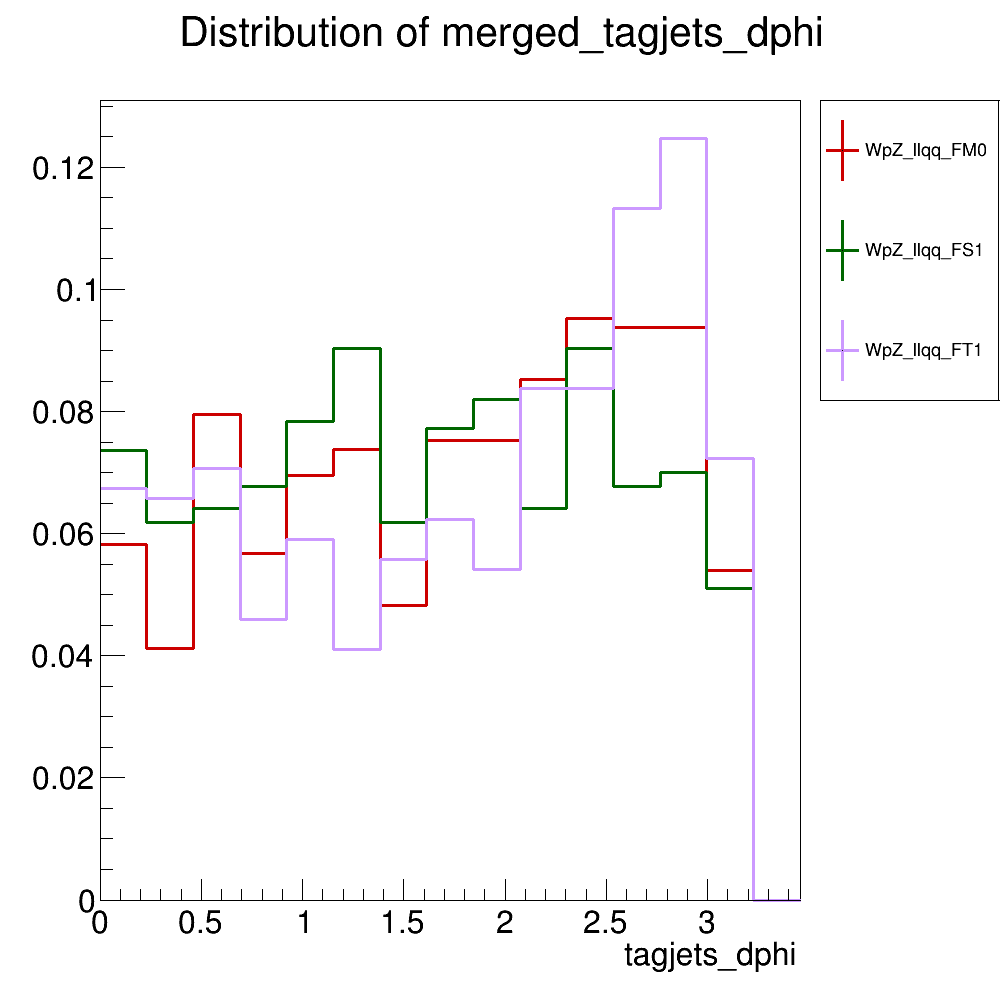 Distribution of merged_tagjets_dphi
0.12
0.1
0.08
0.06
0.04
0.02
0
0 0.5 1 1.5 2 2.5 3
tagjets_dphi
WpZ_llqq_FM0
WpZ_llqq_FS1
WpZ_llqq_FT1